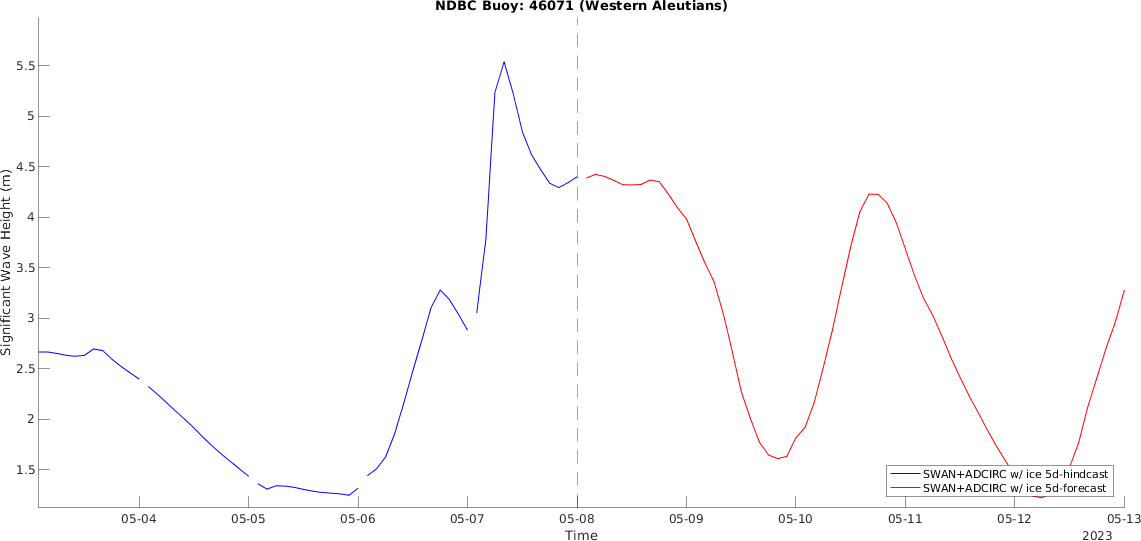 NDBC Buoy: 46071 (Western Aleutians)
Significant Wave Height (m)
5.5
5
4.5
4
3.5
3
2.5
2
1.5
SWAN+ADCIRC w/ ice 5d-hindcast
SWAN+ADCIRC w/ ice 5d-forecast
05-04 05-05 05-06 05-07 05-08 05-09 05-10 05-11 05-12 05-13
Time
2023